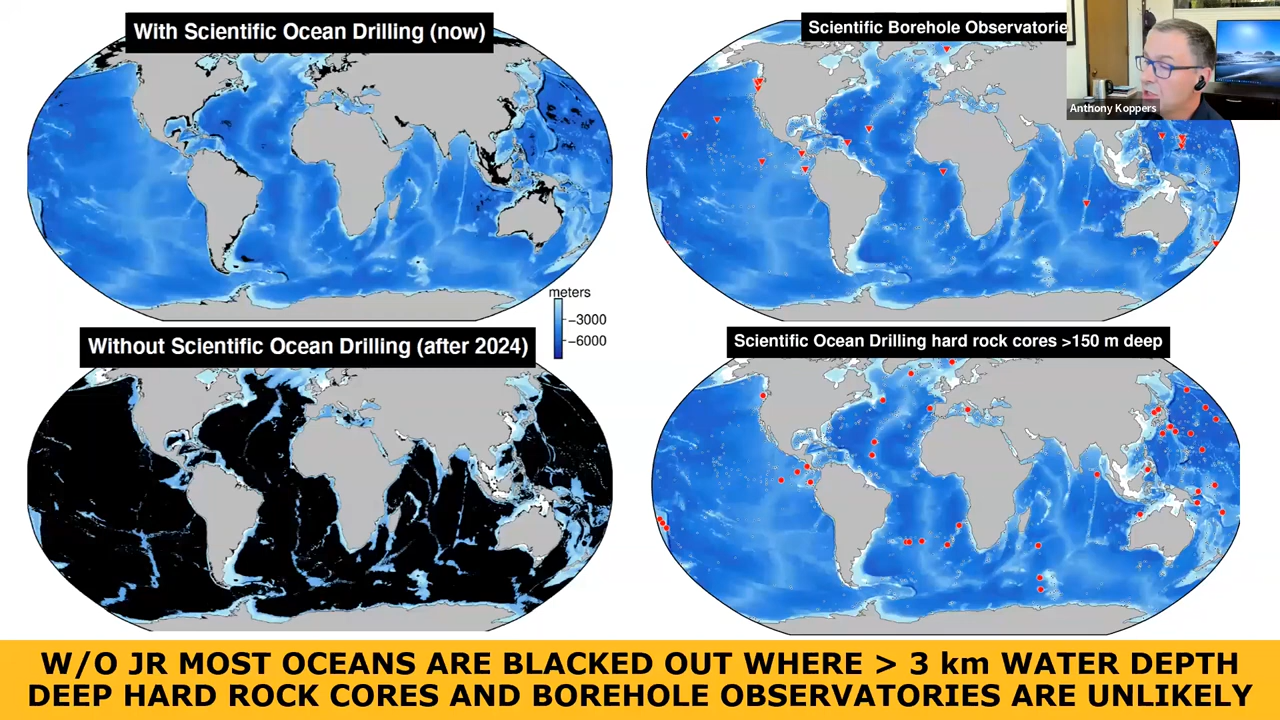 With Scientific Ocean Drilling (now)
Scientific Borehole Observatorie
Anthony Koppers
meters
−3000
−6000
Without Scientific Ocean Drilling (after 2024)
Scientific Ocean Drilling hard rock cores >150 m deep
W/O JR MOST OCEANS ARE BLACKED OUT WHERE > 3 km WATER DEPTH
DEEP HARD ROCK CORES AND BOREHOLE OBSERVATORIES ARE UNLIKELY